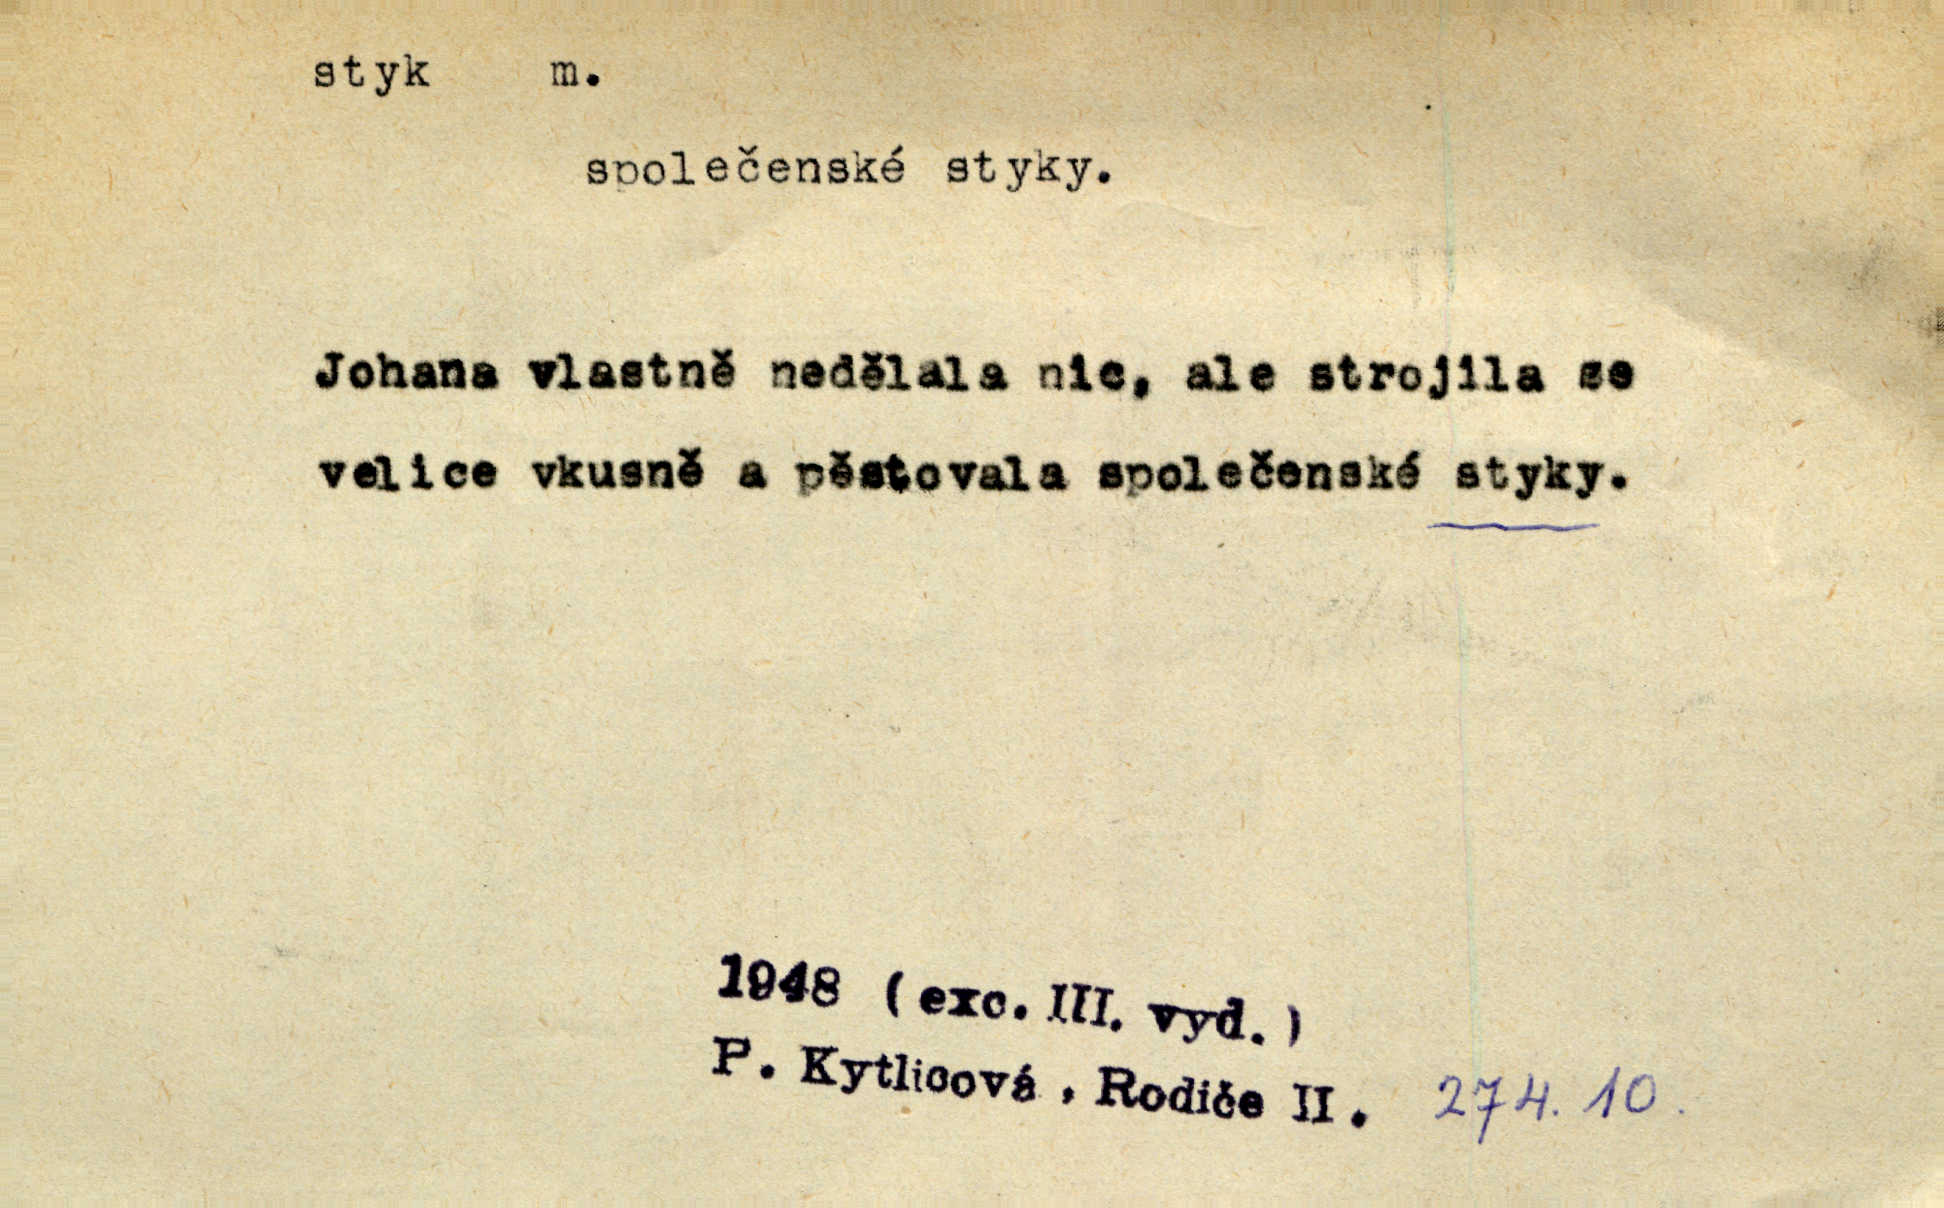 styk m.
společenské styky.
Johana vlastně nedělala nic, ale strojila se
velice vkusně a pěstovala společenské styky.
1948 (exc. III. vyd.)
P. Kytlicová, Rodiče II. 274. 10.